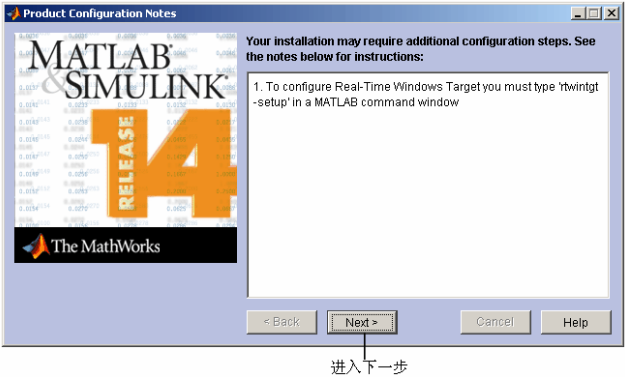 Product Configuration Notes
MATLAB
&SIMULINK
RELEASE
14
The MathWorks
Your installation may require additional configuration steps. See
the notes below for instructions:
1. To configure Real-Time Windows Target you must type 'rtwintgt
-setup' in a MATLAB command window
< Back
Next >
Cancel
Help
进入下一步